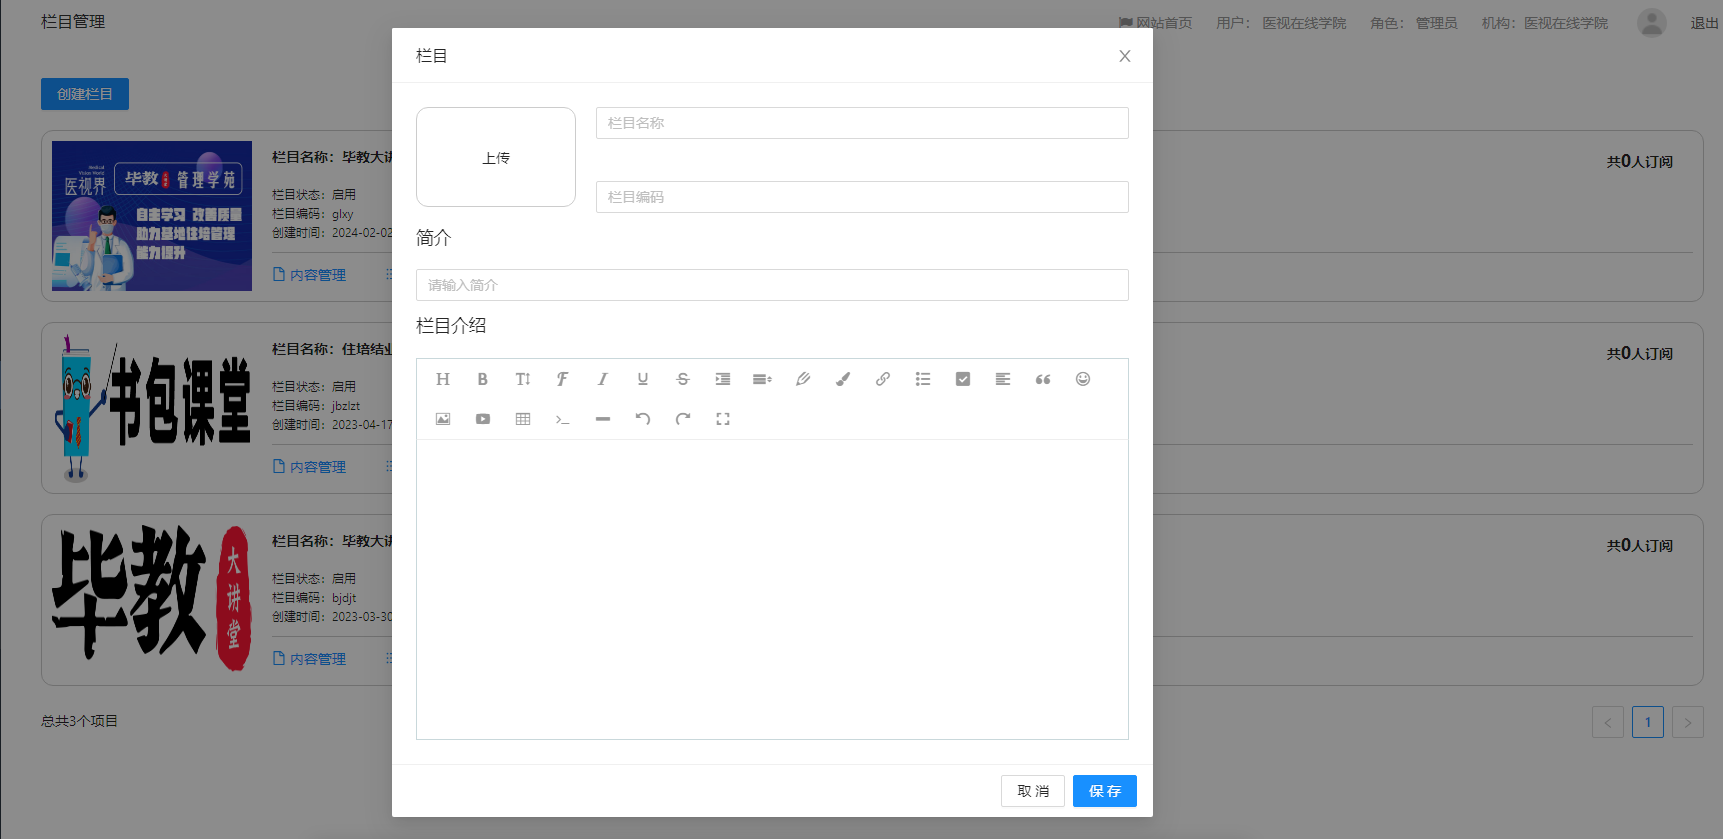 栏目管理
网站首页 用户： 医视在线学院 角色： 管理员 机构：医视在线学院 退出
创建栏目
栏目
上传
栏目名称
栏目编码
简介
请输入简介
栏目介绍
取 消
保 存
Medical
Vision World
医视界
毕教 管理学苑
自主学习 改善质量
助力基地住培管理
能力提升
栏目名称：毕教大讲
栏目状态：启用
栏目编码：glxy
创建时间：2024-02-02
内容管理
共0人订阅
书包课堂
栏目名称：住培结业
栏目状态：启用
栏目编码：jbzlzt
创建时间：2023-04-17
内容管理
共0人订阅
毕教
大讲堂
栏目名称：毕教大讲
栏目状态：启用
栏目编码：bjdjt
创建时间：2023-03-30
内容管理
共0人订阅
总共3个项目
1